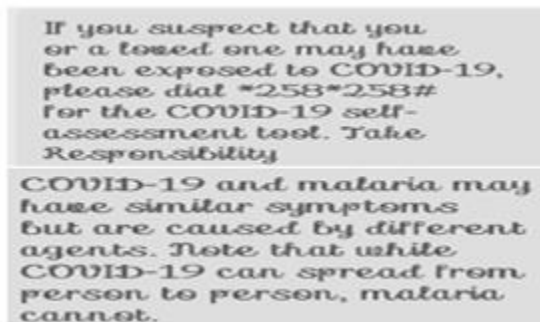 If you suspect that you
or a loved one may have
been exposed to COVID-19,
please dial *258*258#
for the COVID-19 self-
assessment tool. Take
Responsibility
COVID-19 and malaria may
have similar symptoms
but are caused by different
agents. Note that while
COVID-19 can spread from
person to person, malaria
cannot.